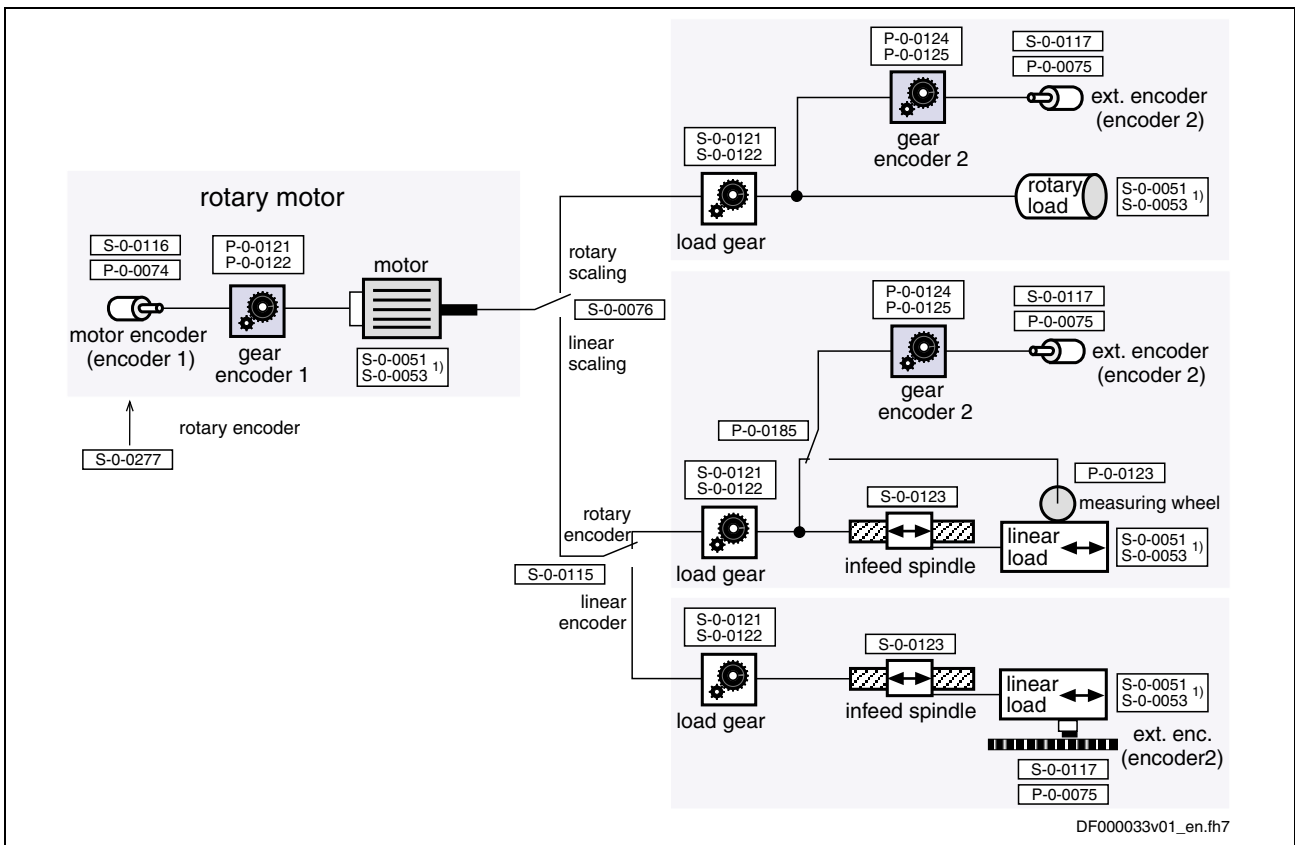 rotary motor
S-0-0116
P-0-0074
motor encoder
(encoder 1)
P-0-0121
P-0-0122
gear
encoder 1
motor
S-0-0051
S-0-0053 1)
rotary encoder
S-0-0277
rotary
scaling
S-0-0076
linear
scaling
P-0-0124
P-0-0125
gear
encoder 2
S-0-0117
P-0-0075
ext. encoder
(encoder 2)
S-0-0121
S-0-0122
load gear
rotary
load
S-0-0051
S-0-0053 1)
P-0-0124
P-0-0125
gear
encoder 2
S-0-0117
P-0-0075
ext. encoder
(encoder 2)
P-0-0185
rotary
encoder
S-0-0115
linear
encoder
S-0-0121
S-0-0122
load gear
S-0-0123
infeed spindle
P-0-0123
measuring wheel
linear
load
S-0-0051
S-0-0053 1)
S-0-0121
S-0-0122
load gear
S-0-0123
infeed spindle
linear
load
S-0-0051
S-0-0053 1)
ext. enc.
(encoder2)
S-0-0117
P-0-0075
DF000033v01_en.fh7